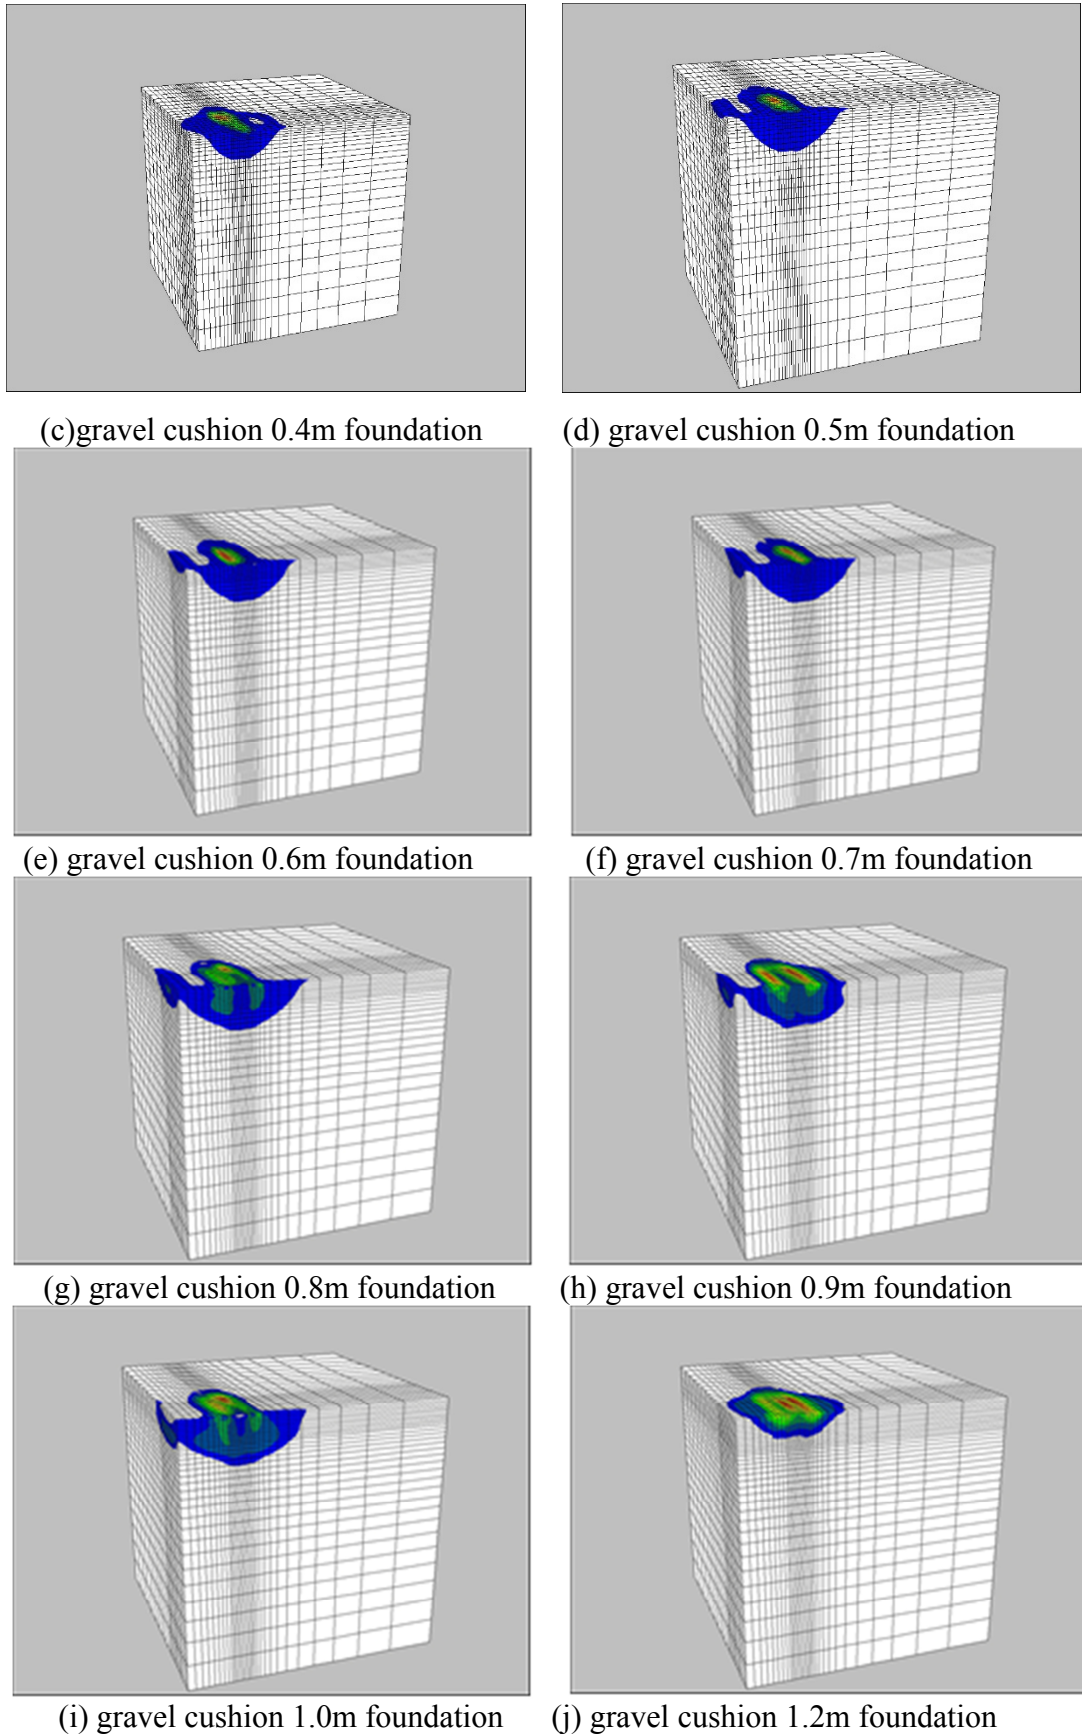 (c)gravel cushion 0.4m foundation
(d) gravel cushion 0.5m foundation
(e) gravel cushion 0.6m foundation
(f) gravel cushion 0.7m foundation
(g) gravel cushion 0.8m foundation
(h) gravel cushion 0.9m foundation
(i) gravel cushion 1.0m foundation
(j) gravel cushion 1.2m foundation